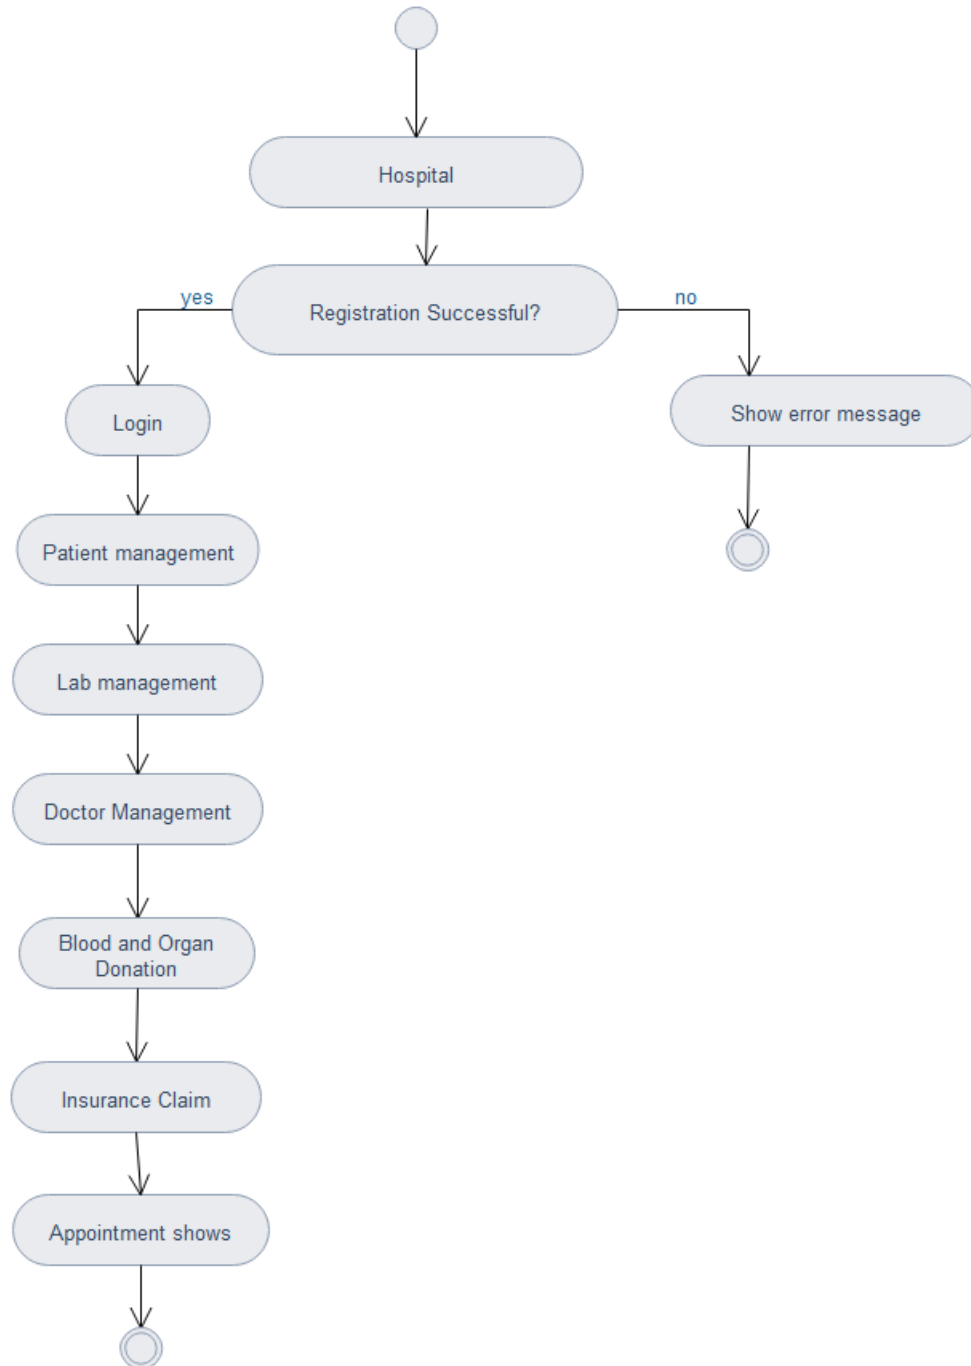 Hospital
Registration Successful?
yes
no
Login
Show error message
Patient management
Lab management
Doctor Management
Blood and Organ
Donation
Insurance Claim
Appointment shows